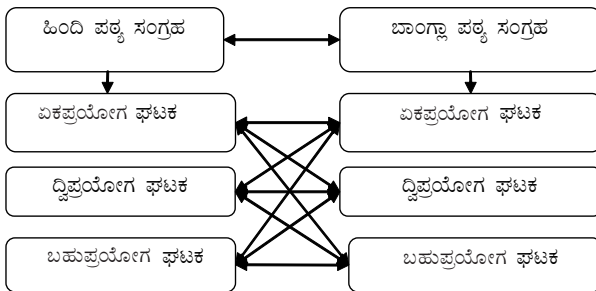 ಹಿಂದಿ ಪಠ್ಯ ಸಂಗ್ರಹ
ಬಾಂಗ್ಲಾ ಪಠ್ಯ ಸಂಗ್ರಹ
ಏಕಪ್ರಯೋಗ ಘಟಕ
ಏಕಪ್ರಯೋಗ ಘಟಕ
ದ್ವಿಪ್ರಯೋಗ ಘಟಕ
ದ್ವಿಪ್ರಯೋಗ ಘಟಕ
ಬಹುಪ್ರಯೋಗ ಘಟಕ
ಬಹುಪ್ರಯೋಗ ಘಟಕ